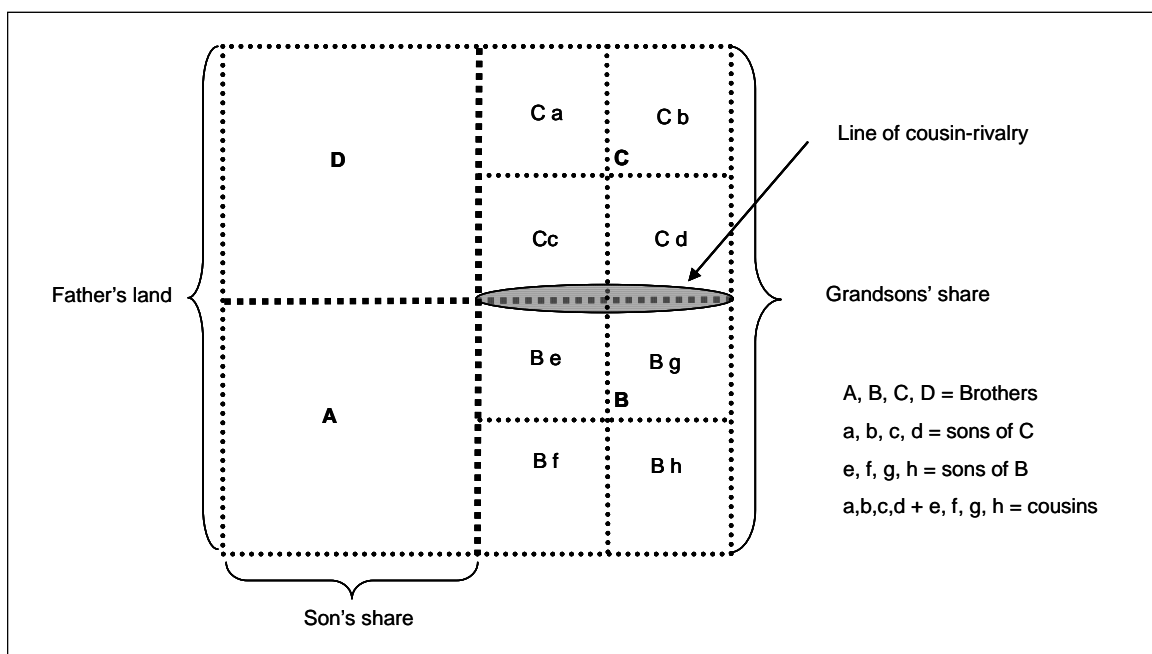 C a
C b
Line of cousin-rivalry
D
C
Cc
C d
Father's land
Grandsons' share
B e
B g
B
A
A, B, C, D = Brothers
a, b, c, d = sons of C
B f
B h
e, f, g, h = sons of B
a,b,c,d + e, f, g, h = cousins
Son's share